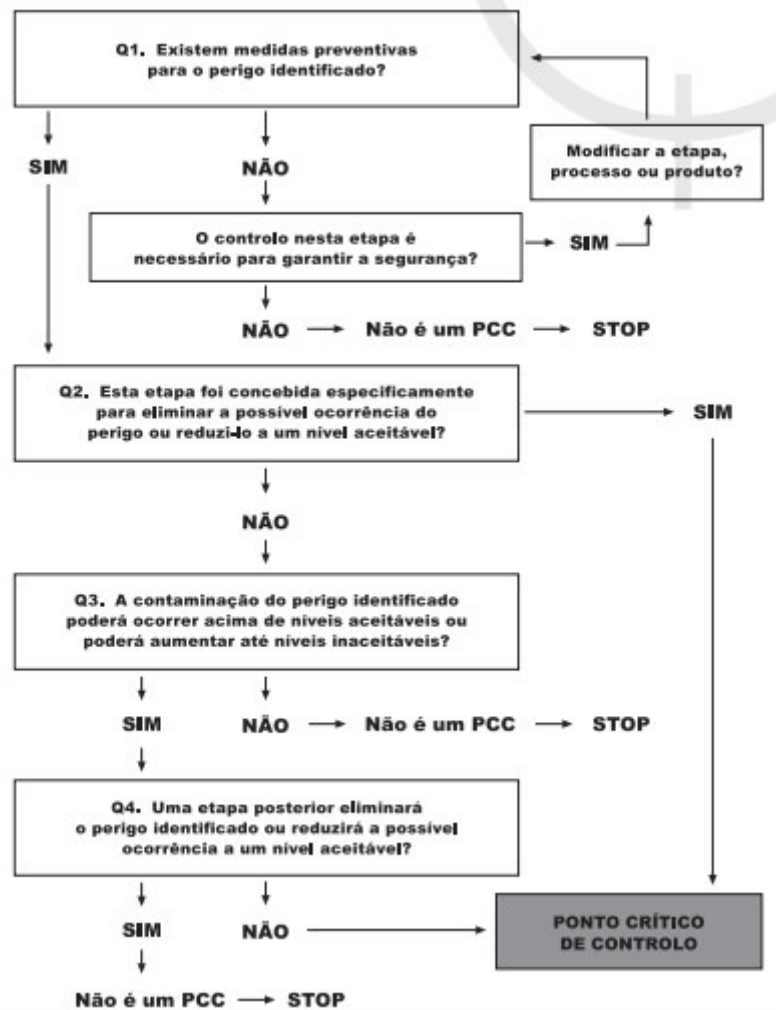 Q1. Existem medidas preventivas
para o perigo identificado?
SIM
NÃO
Modificar a etapa,
processo ou produto?
O controlo nesta etapa é
necessário para garantir a segurança?
SIM
NÃO
Não é um PCC
STOP
Q2. Esta etapa foi concebida especificamente
para eliminar a possível ocorrência do
perigo ou reduzi-lo a um nível aceitável?
SIM
NÃO
Q3. A contaminação do perigo identificado
poderá ocorrer acima de níveis aceitáveis ou
poderá aumentar até níveis inaceitáveis?
SIM
NÃO
Não é um PCC
STOP
Q4. Uma etapa posterior eliminará
o perigo identificado ou reduzirá a possível
ocorrência a um nível aceitável?
SIM
NÃO
PONTO CRÍTICO
DE CONTROLO
Não é um PCC
STOP